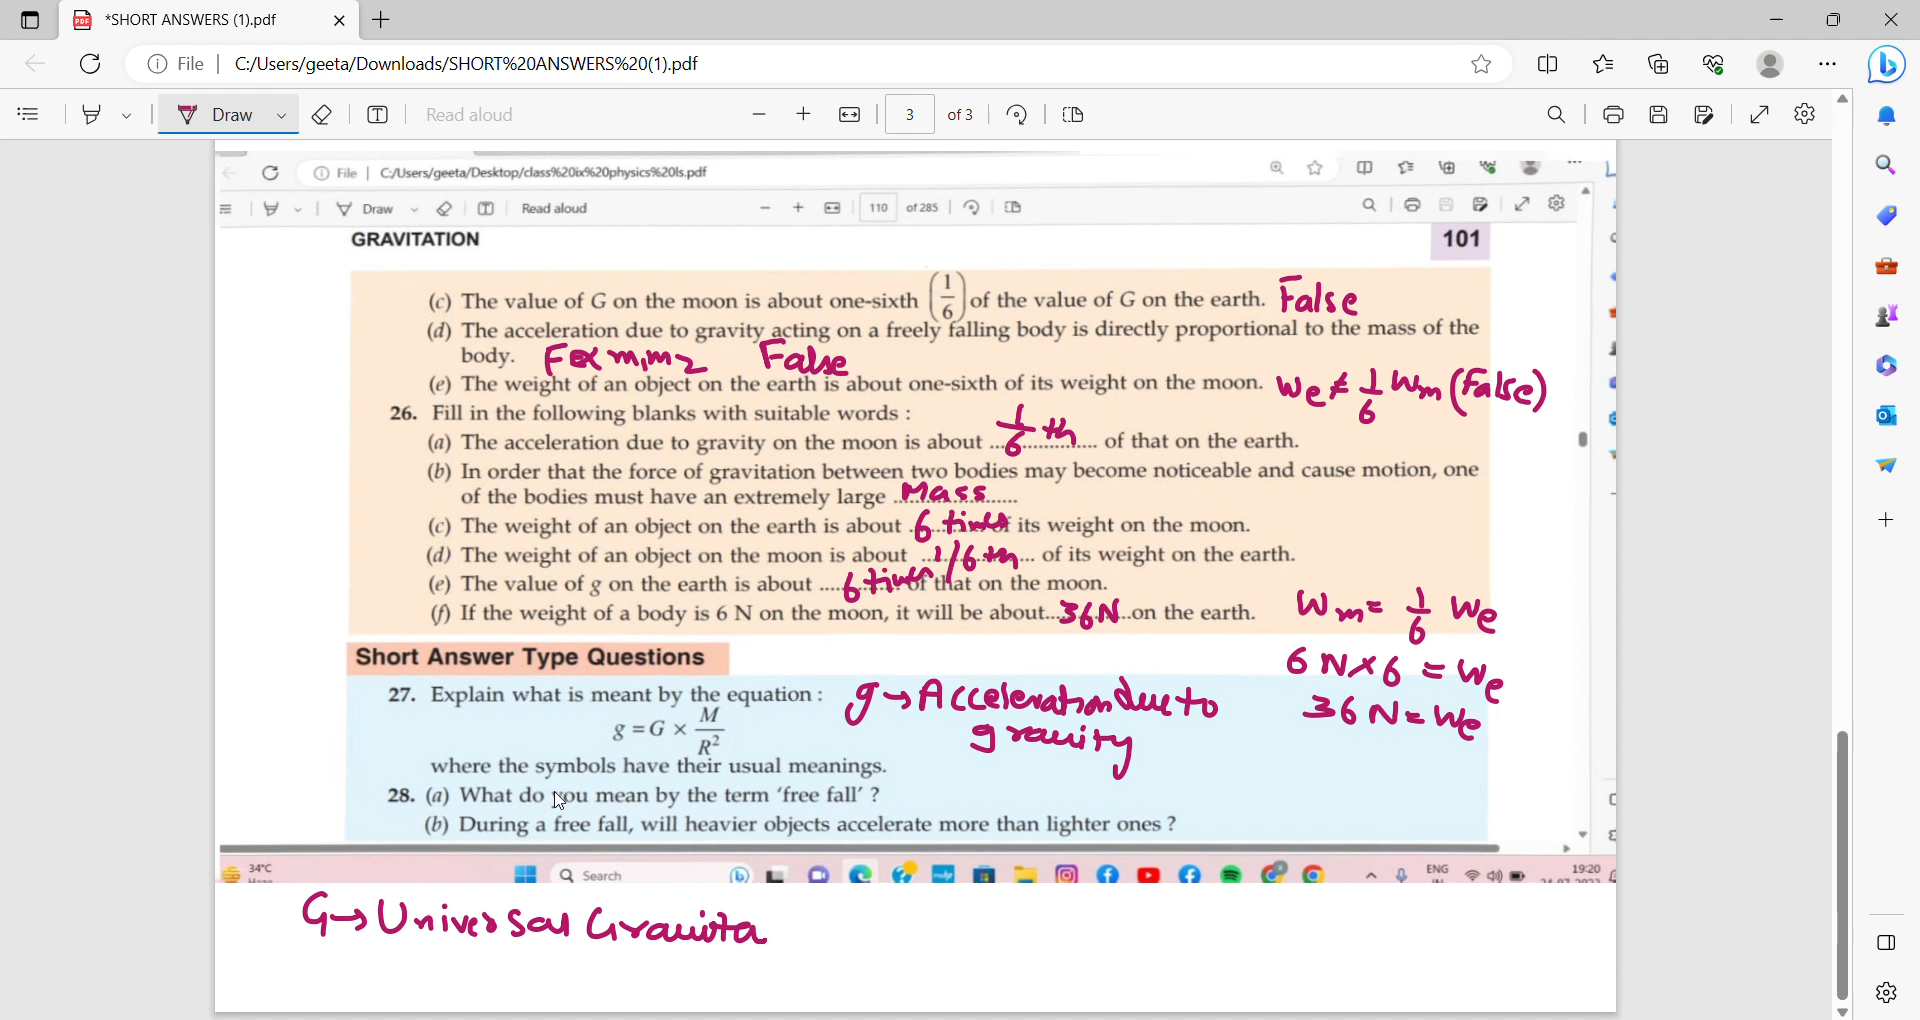 *SHORT ANSWERS (1).pdf
File | C:/Users/geeta/Downloads/SHORT%20ANSWERS%20(1).pdf
Draw Read aloud 3 of 3
File | C:/Users/geeta/Desktop/class%20ix%20physics%20ls.pdf
Draw Read aloud 110 of 285
GRAVITATION 101
(c) The value of G on the moon is about one-sixth (1/6) of the value of G on the earth. False
(d) The acceleration due to gravity acting on a freely falling body is directly proportional to the mass of the
body. F ∝ m₁m₂ False
(e) The weight of an object on the earth is about one-sixth of its weight on the moon. We ≠ 1/6 Wm (False)
26. Fill in the following blanks with suitable words :
(a) The acceleration due to gravity on the moon is about ... 1/6 th ... of that on the earth.
(b) In order that the force of gravitation between two bodies may become noticeable and cause motion, one
of the bodies must have an extremely large ... Mass ...
(c) The weight of an object on the earth is about ... 6 times of its weight on the moon.
(d) The weight of an object on the moon is about ... 1/6 th ... of its weight on the earth.
(e) The value of g on the earth is about ... 6 times of that on the moon.
(f) If the weight of a body is 6 N on the moon, it will be about... 36N ...on the earth.
Wm = 1/6 We
6 N × 6 = We
36 N = We
Short Answer Type Questions
27. Explain what is meant by the equation : g → Acceleration due to
gravity
g = G × M/R²
where the symbols have their usual meanings.
28. (a) What do you mean by the term ‘free fall’ ?
(b) During a free fall, will heavier objects accelerate more than lighter ones ?
34°C Search ENG 19:20
G → Universal Gravita